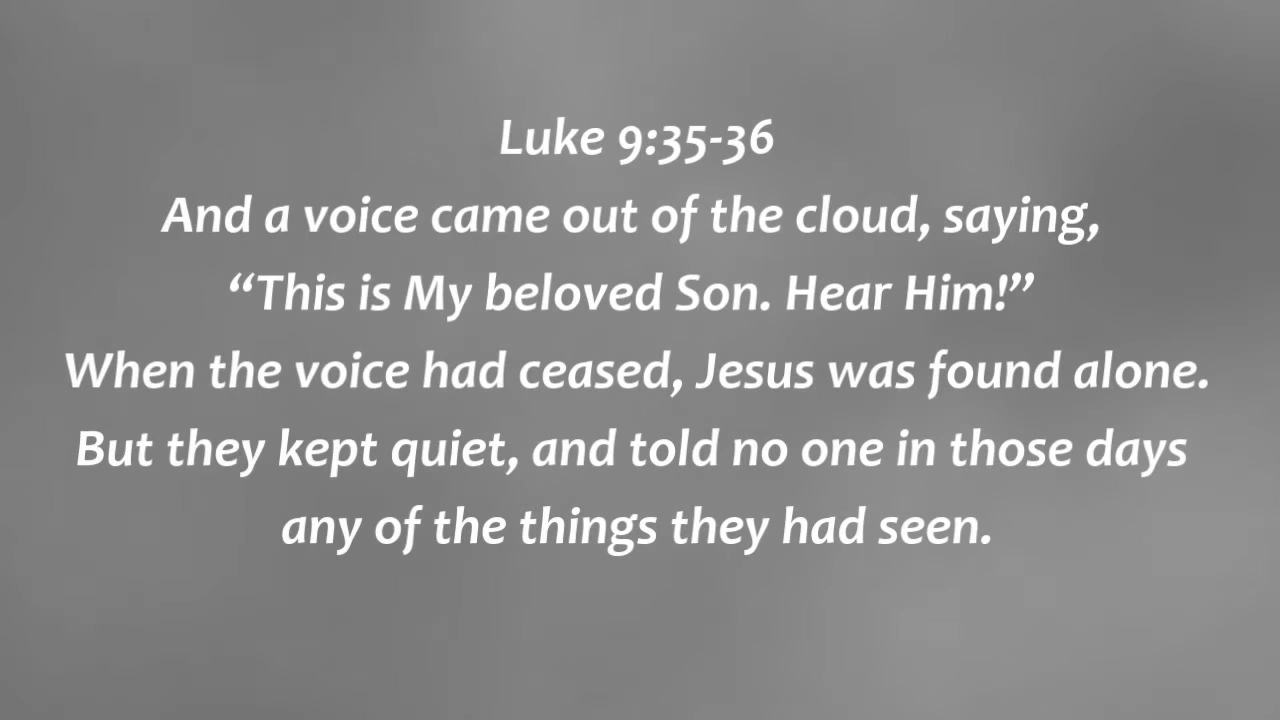 Luke 9:35-36
And a voice came out of the cloud, saying,
“This is My beloved Son. Hear Him!”
When the voice had ceased, Jesus was found alone.
But they kept quiet, and told no one in those days
any of the things they had seen.